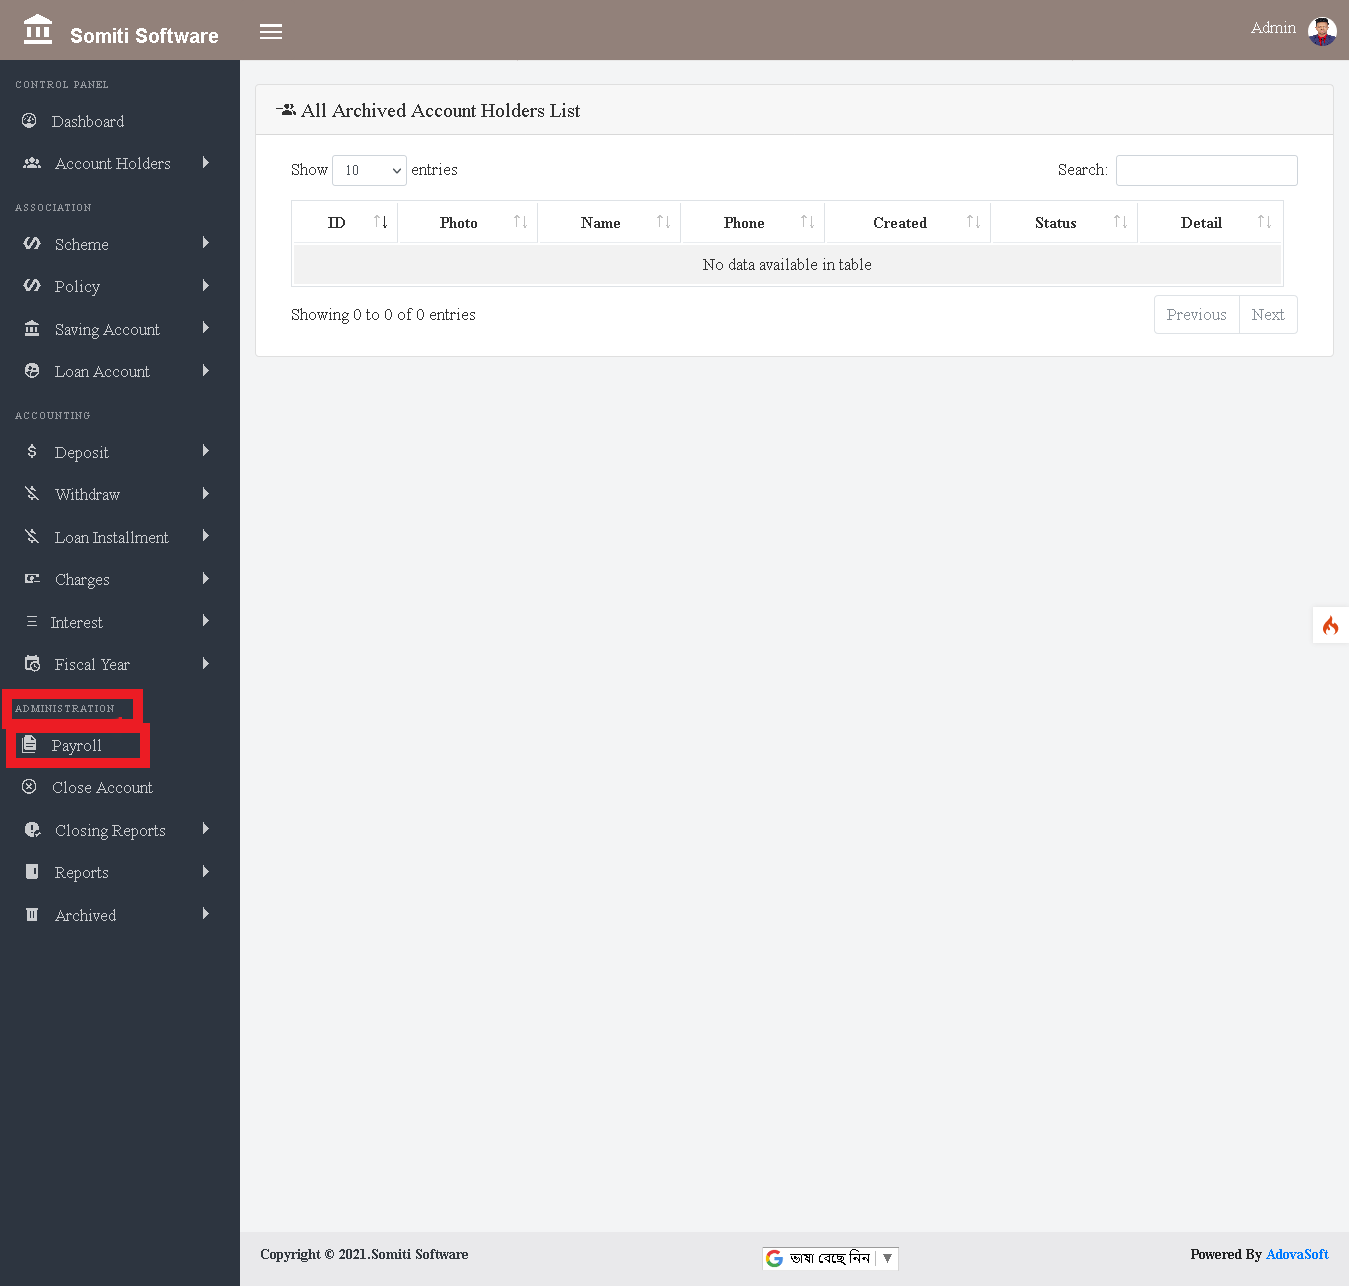 Somiti Software
Admin
CONTROL PANEL
Dashboard
Account Holders
ASSOCIATION
Scheme
Policy
Saving Account
Loan Account
ACCOUNTING
Deposit
Withdraw
Loan Installment
Charges
Interest
Fiscal Year
ADMINISTRATION
Payroll
Close Account
Closing Reports
Reports
Archived
All Archived Account Holders List
Show 10 entries
Search:
ID Photo Name Phone Created Status Detail
No data available in table
Showing 0 to 0 of 0 entries
Previous Next
Copyright © 2021.Somiti Software
ভাষা বেছে নিন ▼
Powered By AdovaSoft